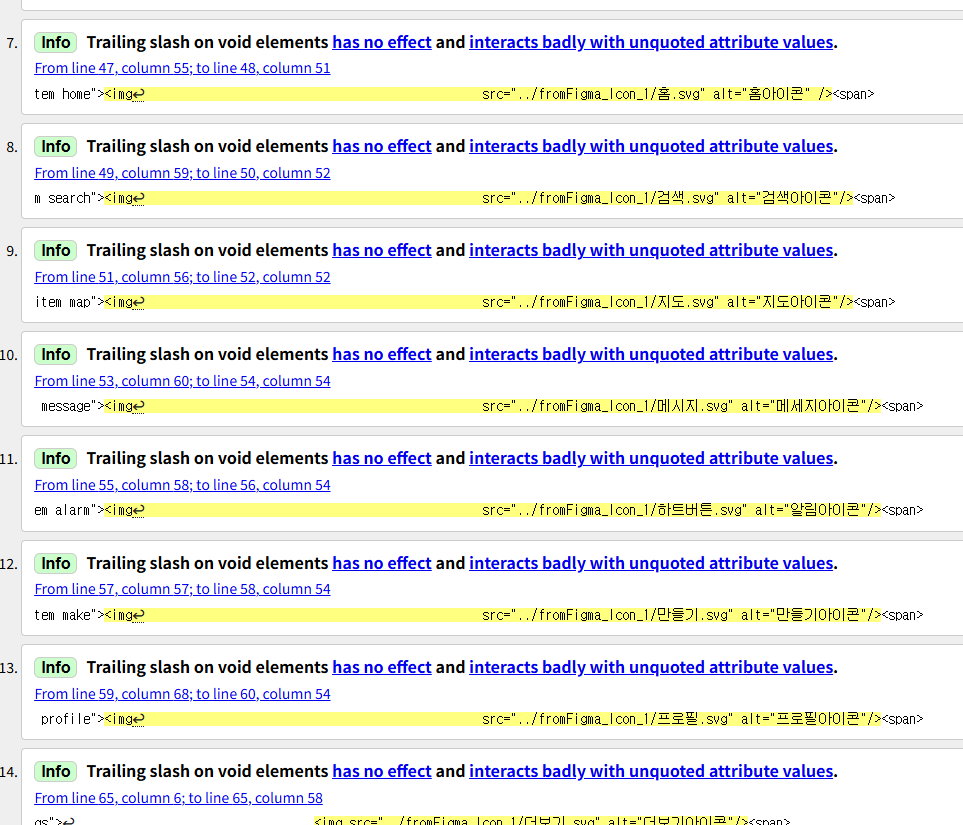 7. Info Trailing slash on void elements has no effect and interacts badly with unquoted attribute values.
From line 47, column 55; to line 48, column 51
tem home"><img↩ src="../fromFigma_Icon_1/홈.svg" alt="홈아이콘" /><span>
8. Info Trailing slash on void elements has no effect and interacts badly with unquoted attribute values.
From line 49, column 59; to line 50, column 52
m search"><img↩ src="../fromFigma_Icon_1/검색.svg" alt="검색아이콘"/><span>
9. Info Trailing slash on void elements has no effect and interacts badly with unquoted attribute values.
From line 51, column 56; to line 52, column 52
item map"><img↩ src="../fromFigma_Icon_1/지도.svg" alt="지도아이콘"/><span>
10. Info Trailing slash on void elements has no effect and interacts badly with unquoted attribute values.
From line 53, column 60; to line 54, column 54
message"><img↩ src="../fromFigma_Icon_1/메시지.svg" alt="메세지아이콘"/><span>
11. Info Trailing slash on void elements has no effect and interacts badly with unquoted attribute values.
From line 55, column 58; to line 56, column 54
em alarm"><img↩ src="../fromFigma_Icon_1/하트버튼.svg" alt="알림아이콘"/><span>
12. Info Trailing slash on void elements has no effect and interacts badly with unquoted attribute values.
From line 57, column 57; to line 58, column 54
tem make"><img↩ src="../fromFigma_Icon_1/만들기.svg" alt="만들기아이콘"/><span>
13. Info Trailing slash on void elements has no effect and interacts badly with unquoted attribute values.
From line 59, column 68; to line 60, column 54
profile"><img↩ src="../fromFigma_Icon_1/프로필.svg" alt="프로필아이콘"/><span>
14. Info Trailing slash on void elements has no effect and interacts badly with unquoted attribute values.
From line 65, column 6; to line 65, column 58
gs">↩ <img src="../fromFigma_Icon_1/더보기.svg" alt="더보기아이콘"/><span>